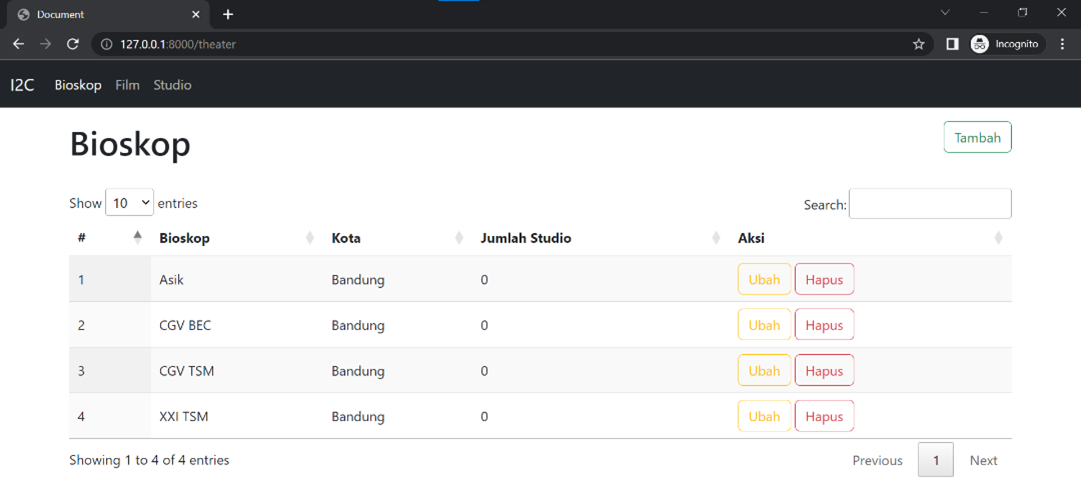 Document
127.0.0.1:8000/theater
Incognito
I2C Bioskop Film Studio
Bioskop
Tambah
Show 10 entries
Search:
# Bioskop Kota Jumlah Studio Aksi
1 Asik Bandung 0 Ubah Hapus
2 CGV BEC Bandung 0 Ubah Hapus
3 CGV TSM Bandung 0 Ubah Hapus
4 XXI TSM Bandung 0 Ubah Hapus
Showing 1 to 4 of 4 entries
Previous 1 Next